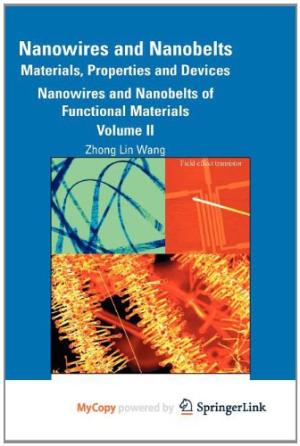 Nanowires and Nanobelts
Materials, Properties and Devices
Nanowires and Nanobelts of
Functional Materials
Volume II
Zhong Lin Wang
Field effect transistor
MyCopy powered by SpringerLink